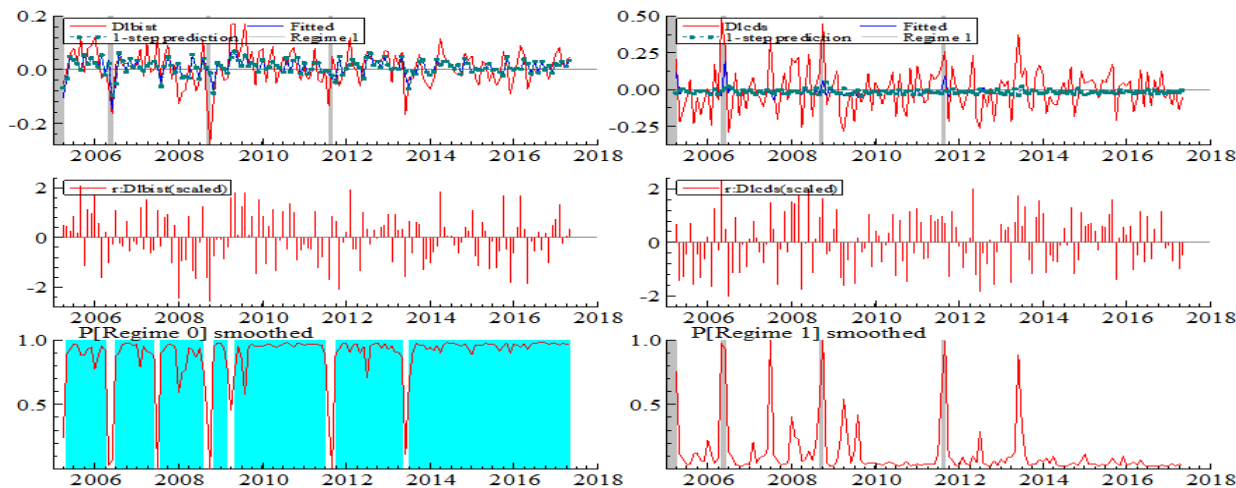 D1bist Fitted
1-step prediction Regime 1
0.2
0.0
-0.2
2006 2008 2010 2012 2014 2016 2018
D1cds Fitted
1-step prediction Regime 1
0.50
0.25
0.00
-0.25
2006 2008 2010 2012 2014 2016 2018
r:D1bist(scaled)
2
0
-2
2006 2008 2010 2012 2014 2016 2018
r:D1cds(scaled)
2
0
-2
2006 2008 2010 2012 2014 2016 2018
P[Regime 0] smoothed
1.0
0.5
2006 2008 2010 2012 2014 2016 2018
P[Regime 1] smoothed
1.0
0.5
2006 2008 2010 2012 2014 2016 2018